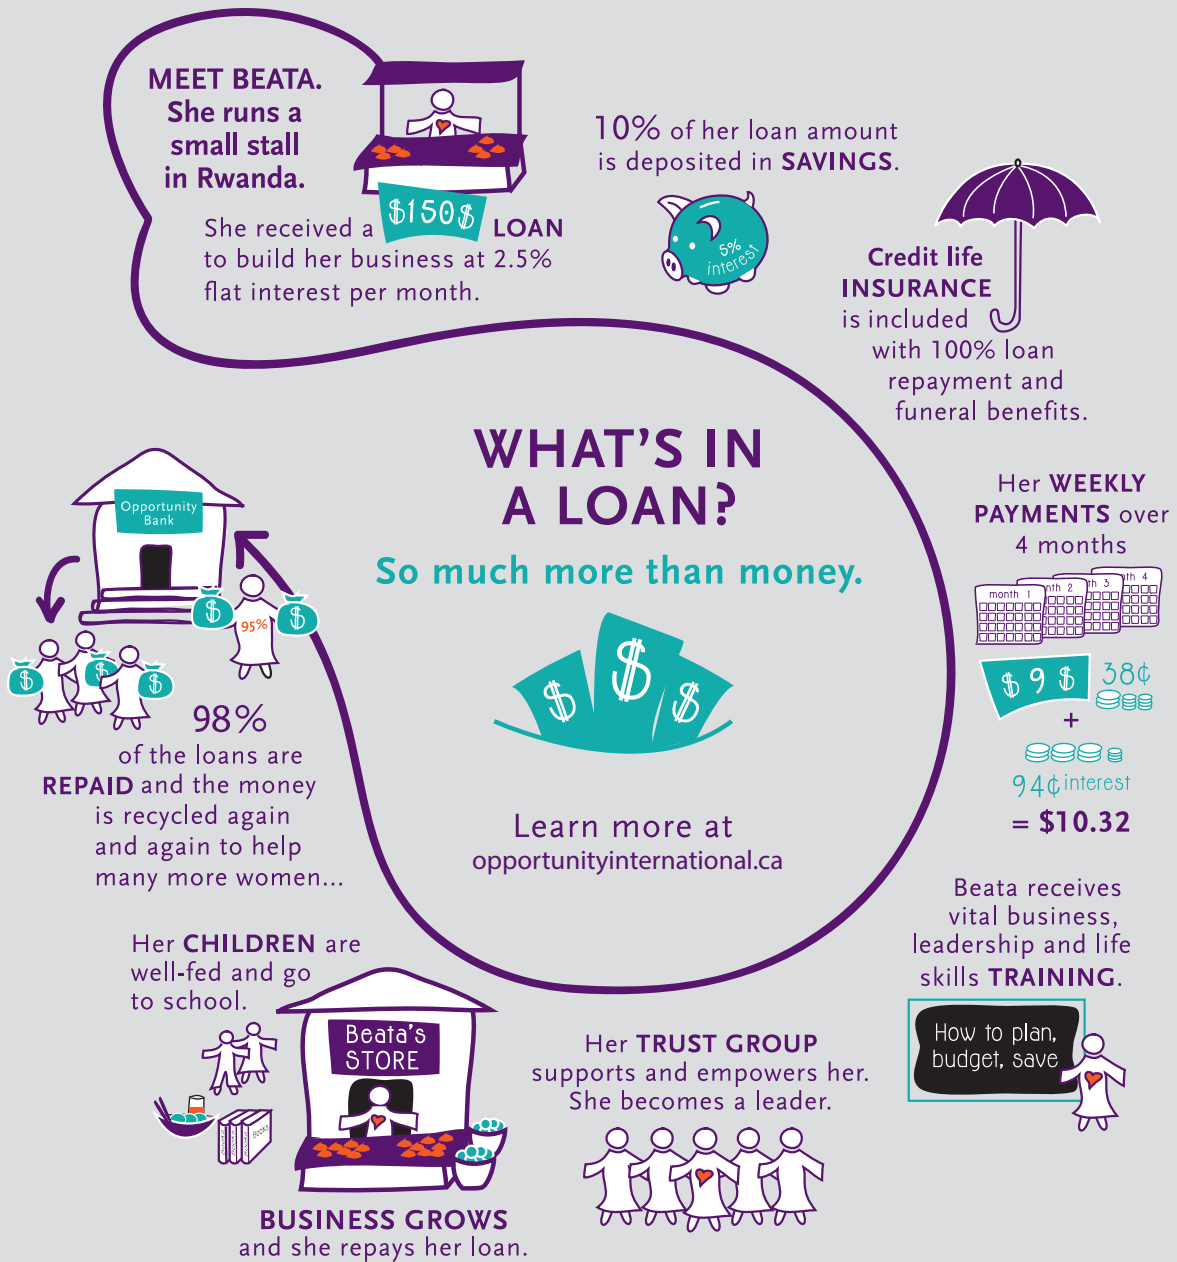 MEET BEATA.
She runs a
small stall
in Rwanda.
She received a $150$ LOAN
to build her business at 2.5%
flat interest per month.
10% of her loan amount
is deposited in SAVINGS.
5%
interest
Credit life
INSURANCE
is included
with 100% loan
repayment and
funeral benefits.
WHAT'S IN
A LOAN?
So much more than money.
$ $ $
Learn more at
opportunityinternational.ca
Her WEEKLY
PAYMENTS over
4 months
month 1
nth 2
th 3
th 4
$ 9 $ 38¢
+
94¢ interest
= $10.32
Beata receives
vital business,
leadership and life
skills TRAINING.
How to plan,
budget, save
Her TRUST GROUP
supports and empowers her.
She becomes a leader.
Beata's
STORE
BUSINESS GROWS
and she repays her loan.
Her CHILDREN are
well-fed and go
to school.
Books
Opportunity
Bank
$ $
95%
$ $ $
98%
of the loans are
REPAID and the money
is recycled again
and again to help
many more women...